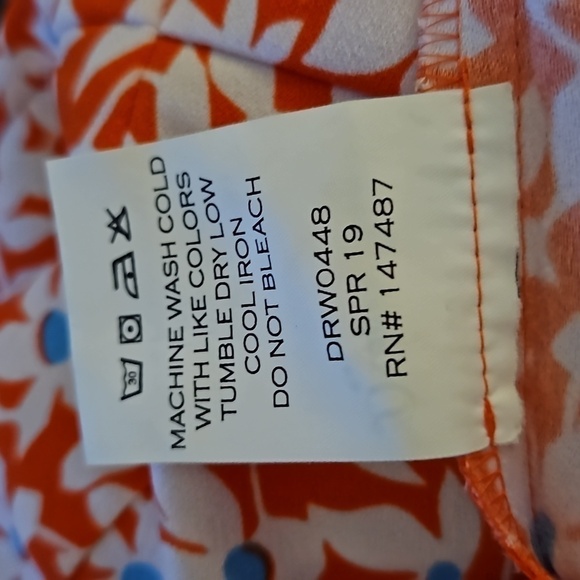 30
MACHINE WASH COLD
WITH LIKE COLORS
TUMBLE DRY LOW
COOL IRON
DO NOT BLEACH
DRW0448
SPR 19
RN# 147487